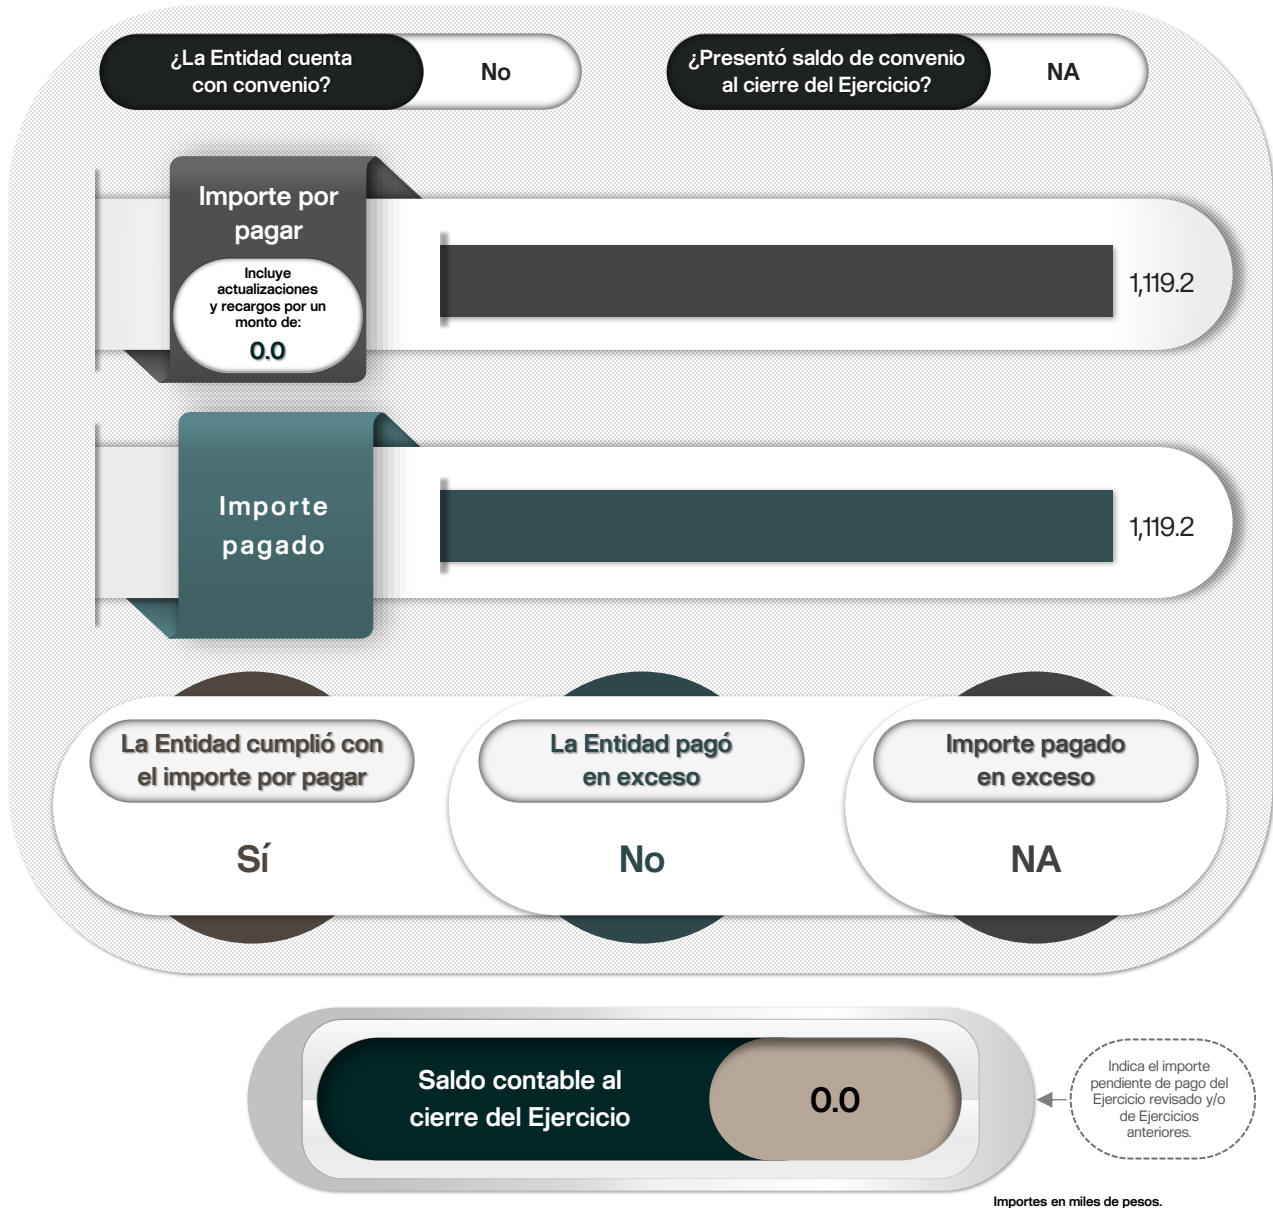 ¿La Entidad cuenta
con convenio?
No
¿Presentó saldo de convenio
al cierre del Ejercicio?
NA
Importe por
pagar
Incluye
actualizaciones
y recargos por un
monto de:
0.0
1,119.2
Importe
pagado
1,119.2
La Entidad cumplió con
el importe por pagar
Sí
La Entidad pagó
en exceso
No
Importe pagado
en exceso
NA
Saldo contable al
cierre del Ejercicio
0.0
Indica el importe
pendiente de pago del
Ejercicio revisado y/o
de Ejercicios
anteriores.
Importes en miles de pesos.